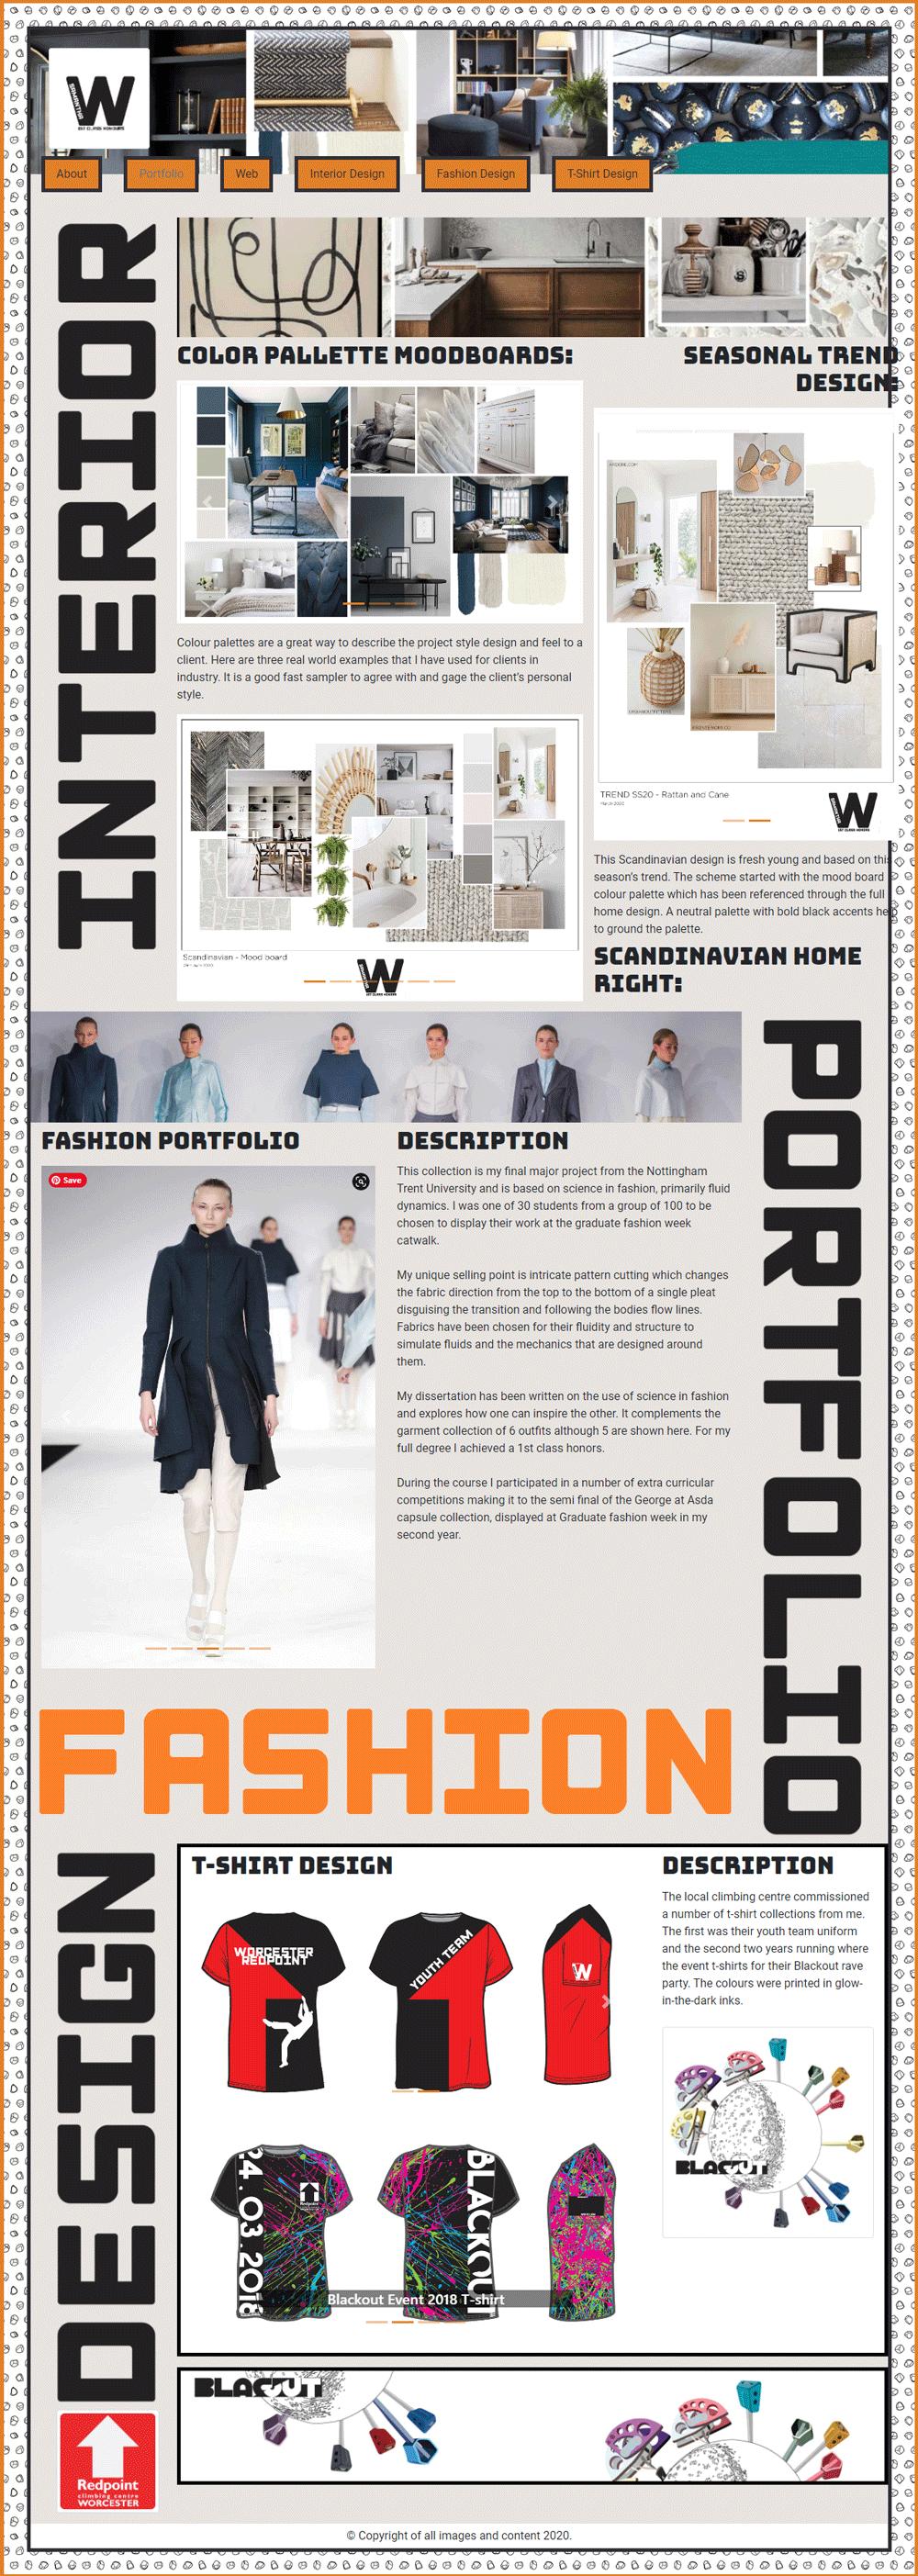 SAMANTHA
W
1ST CLASS HONOURS
About
Portfolio
Web
Interior Design
Fashion Design
T-Shirt Design
INTERIOR
COLOR PALLETTE MOODBOARDS:
Colour palettes are a great way to describe the project style design and feel to a
client. Here are three real world examples that I have used for clients in
industry. It is a good fast sampler to agree with and gage the client's personal
style.
Scandinavian - Mood board
W
1ST CLASS HONOURS
SEASONAL TREND
DESIGN:
TREND SS20 - Rattan and Cane
March 2020
W
1ST CLASS HONOURS
This Scandinavian design is fresh young and based on this
season's trend. The scheme started with the mood board
colour palette which has been referenced through the full
home design. A neutral palette with bold black accents help
to ground the palette.
SCANDINAVIAN HOME
RIGHT:
PORTFOLIO
FASHION PORTFOLIO
Save
DESCRIPTION
This collection is my final major project from the Nottingham
Trent University and is based on science in fashion, primarily fluid
dynamics. I was one of 30 students from a group of 100 to be
chosen to display their work at the graduate fashion week
catwalk.
My unique selling point is intricate pattern cutting which changes
the fabric direction from the top to the bottom of a single pleat
disguising the transition and following the bodies flow lines.
Fabrics have been chosen for their fluidity and structure to
simulate fluids and the mechanics that are designed around
them.
My dissertation has been written on the use of science in fashion
and explores how one can inspire the other. It complements the
garment collection of 6 outfits although 5 are shown here. For my
full degree I achieved a 1st class honors.
During the course I participated in a number of extra curricular
competitions making it to the semi final of the George at Asda
capsule collection, displayed at Graduate fashion week in my
second year.
FASHION
DESIGN
T-SHIRT DESIGN
WORCESTER
REDPOINT
YOUTH TEAM
W
24.03.2018
Redpoint
BLACKOUT
Blackout Event 2018 T-shirt
DESCRIPTION
The local climbing centre commissioned
a number of t-shirt collections from me.
The first was their youth team uniform
and the second two years running where
the event t-shirts for their Blackout rave
party. The colours were printed in glow-
in-the-dark inks.
BLACKOUT
BLACKOUT
Redpoint
climbing centre
WORCESTER
© Copyright of all images and content 2020.